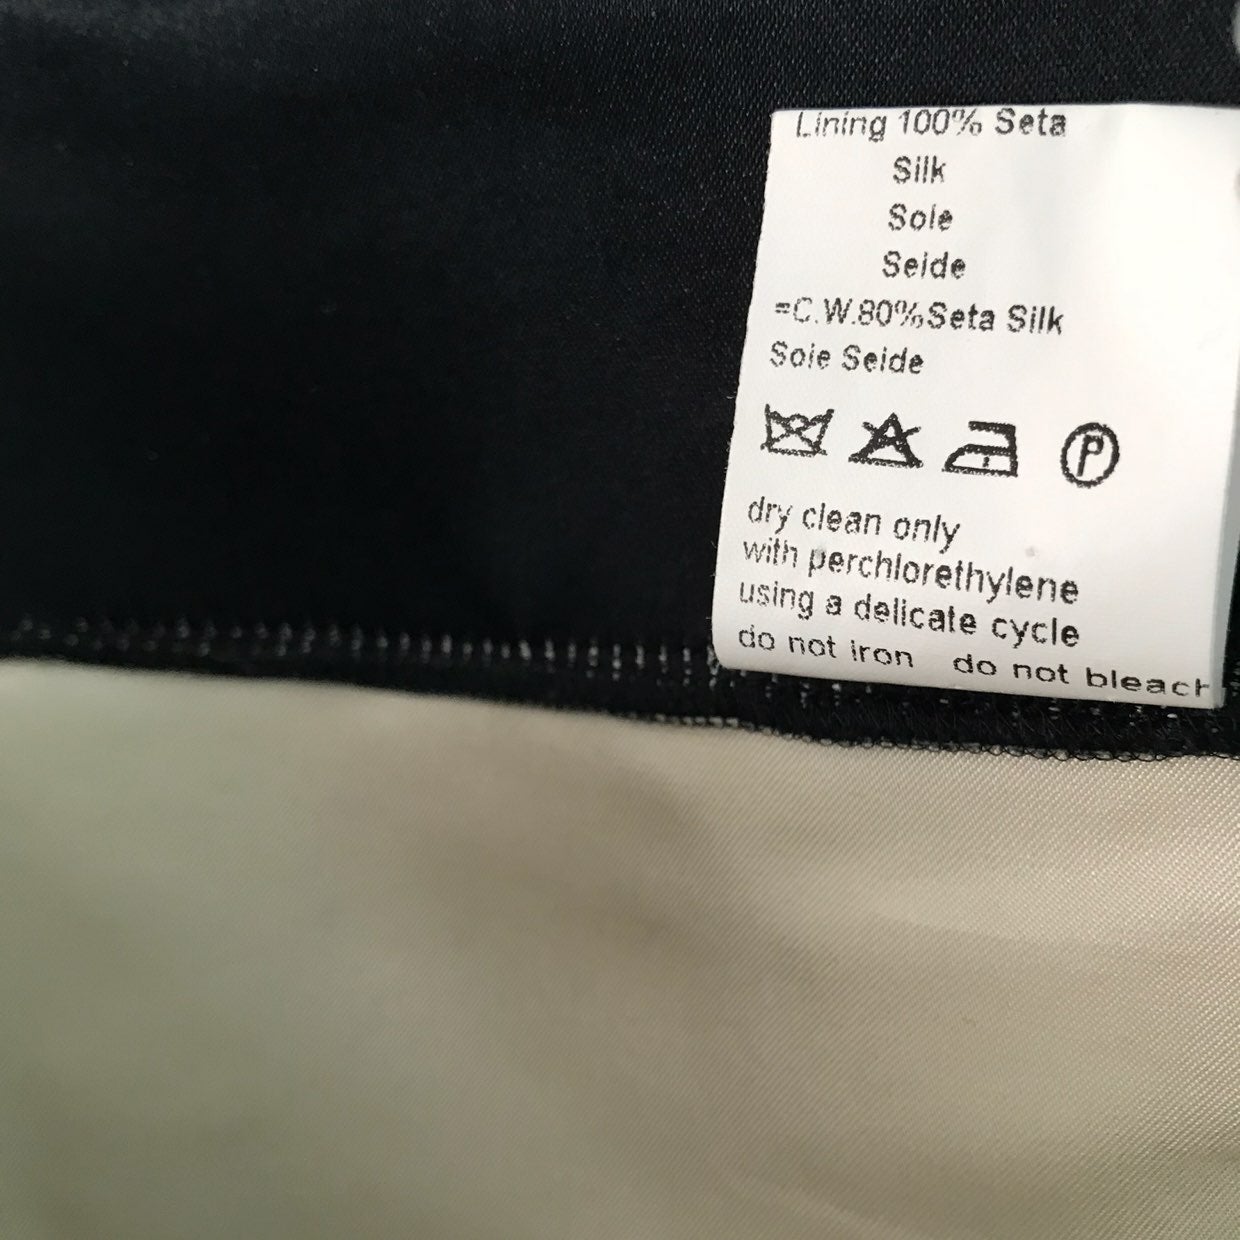 Lining 100% Seta
Silk
Soie
Seide
=C.W.80%Seta Silk
Soie Seide
P
dry clean only
with perchlorethylene
using a delicate cycle
do not iron do not bleach